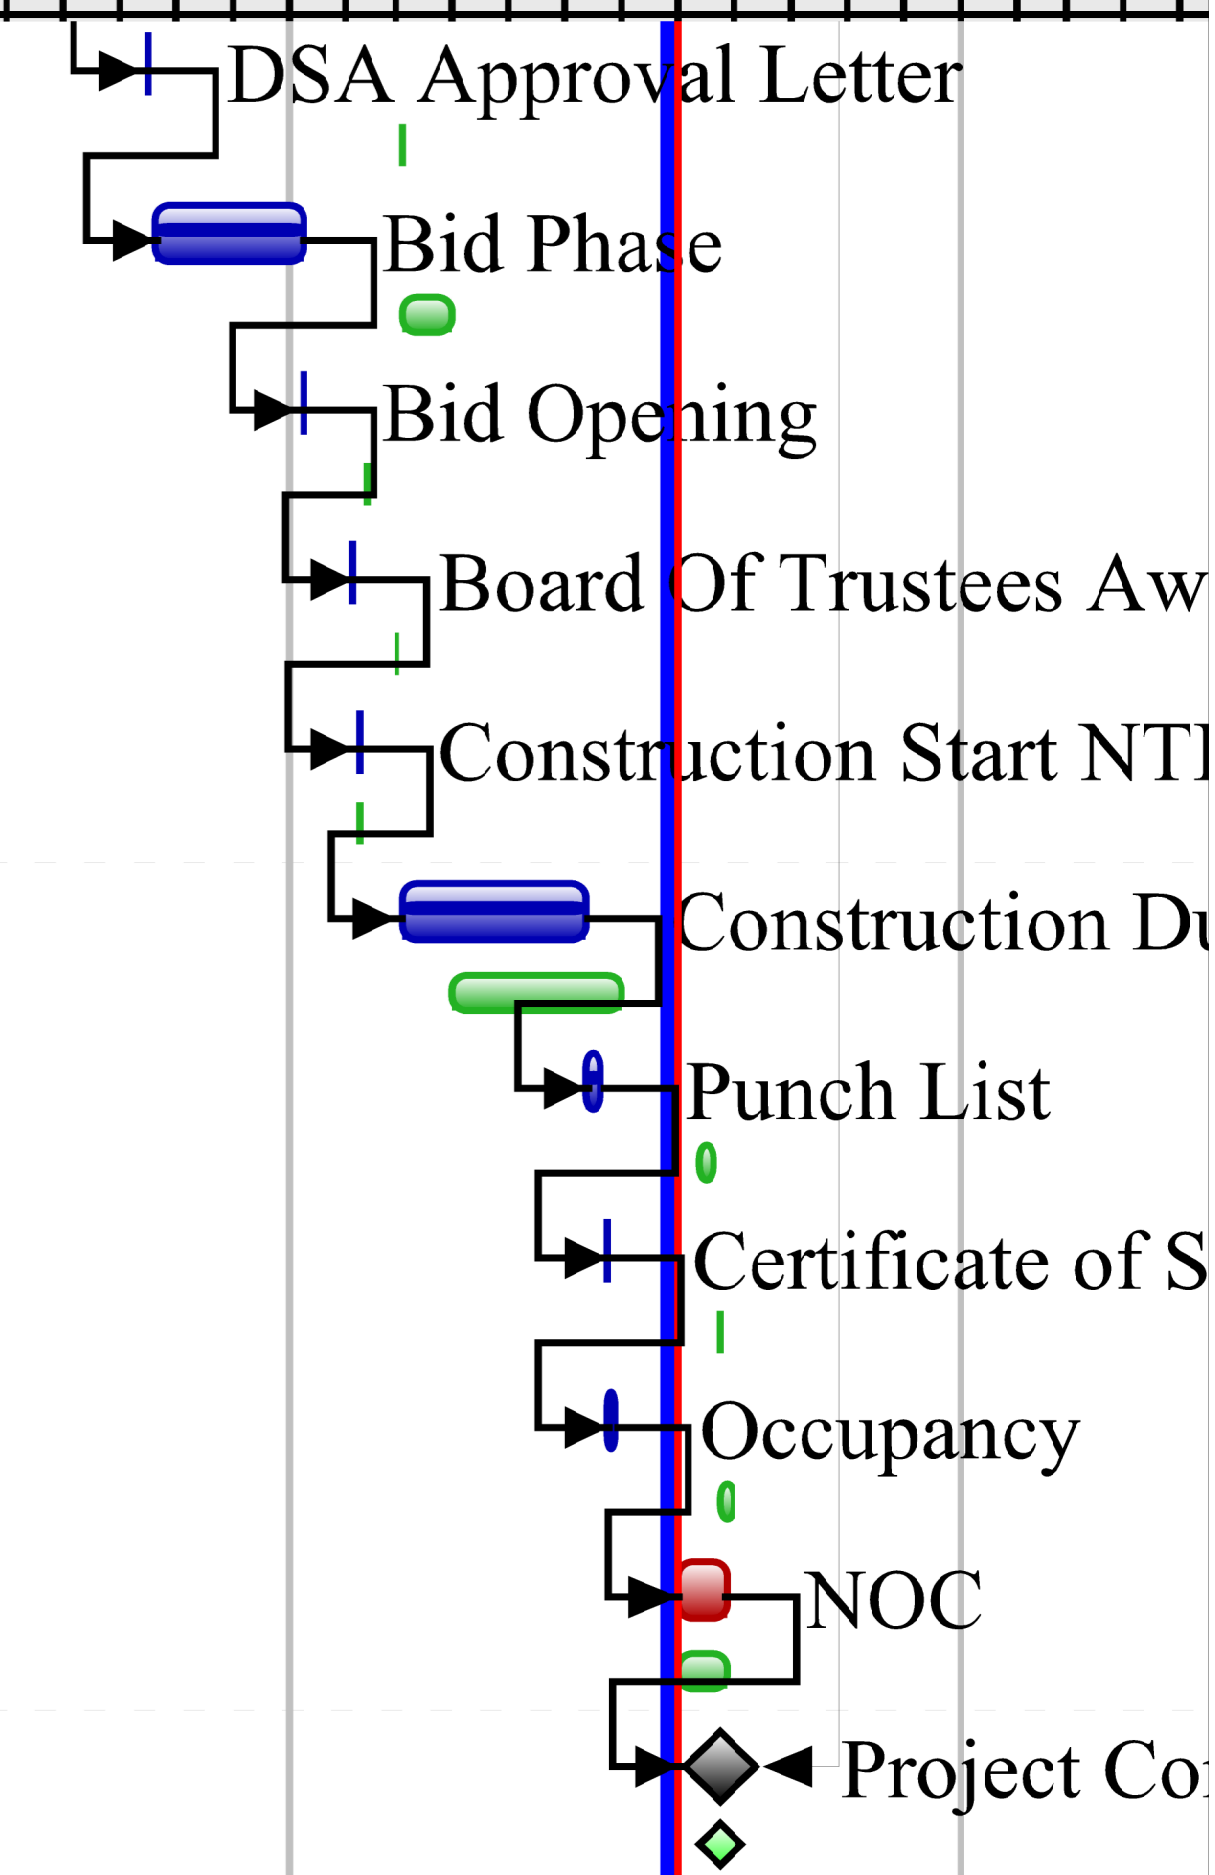 DSA Approval Letter
Bid Phase
Bid Opening
Board Of Trustees Aw
Construction Start NT
Construction Du
Punch List
Certificate of S
Occupancy
NOC
Project Co